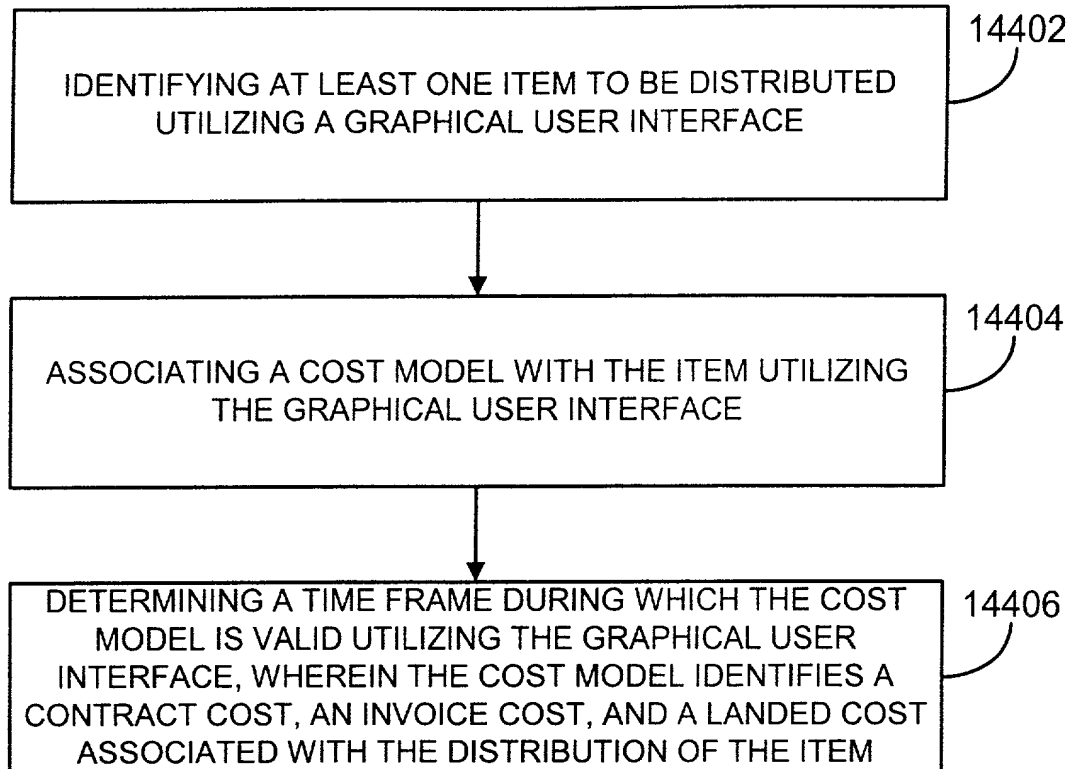 14402
IDENTIFYING AT LEAST ONE ITEM TO BE DISTRIBUTED
UTILIZING A GRAPHICAL USER INTERFACE
14404
ASSOCIATING A COST MODEL WITH THE ITEM UTILIZING
THE GRAPHICAL USER INTERFACE
14406
DETERMINING A TIME FRAME DURING WHICH THE COST
MODEL IS VALID UTILIZING THE GRAPHICAL USER
INTERFACE, WHEREIN THE COST MODEL IDENTIFIES A
CONTRACT COST, AN INVOICE COST, AND A LANDED COST
ASSOCIATED WITH THE DISTRIBUTION OF THE ITEM